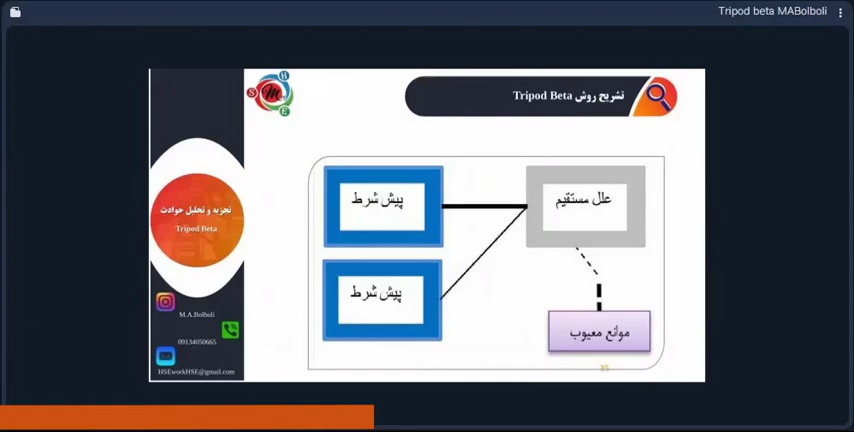 Tripod beta MABolboli
تشریح روش Tripod Beta
S
H
M
E
پیش شرط
علل مستقیم
تجزیه و تحلیل حوادث
Tripod Beta
پیش شرط
موانع معیوب
M.A.Bolboli
09134050665
HSEworkHSE@gmail.com
35